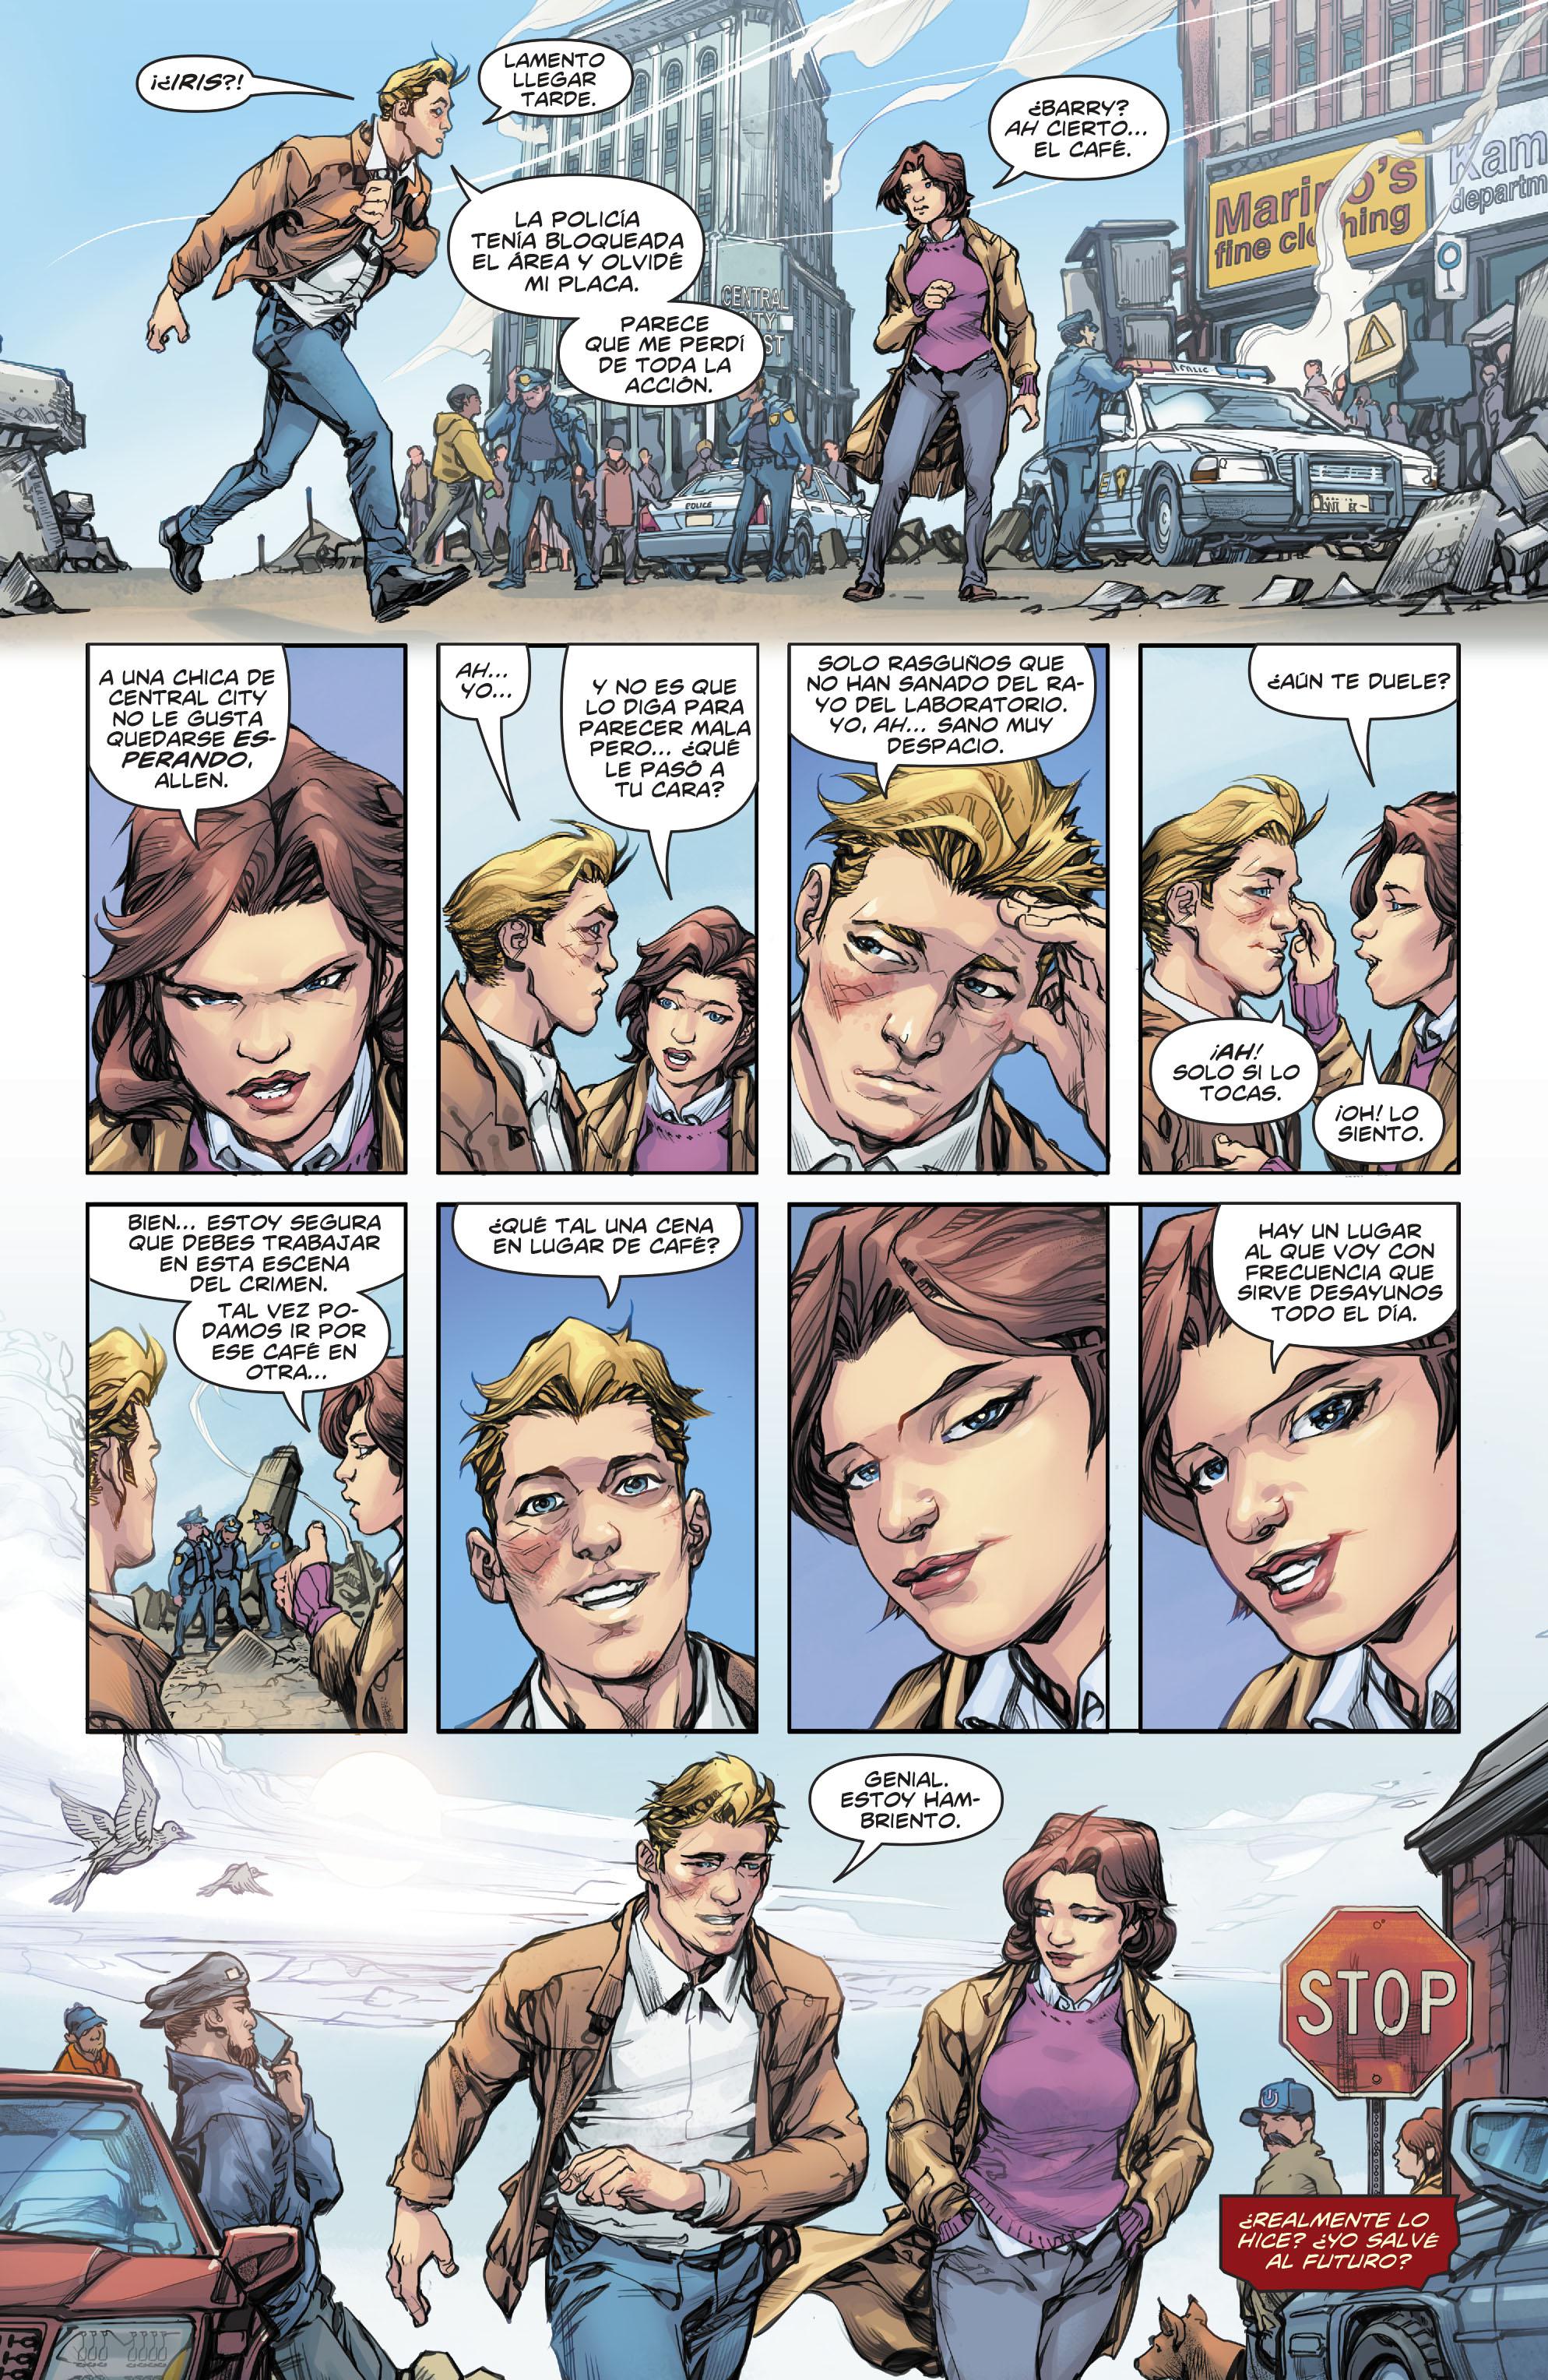 ¡¿IRIS?!
LAMENTO
LLEGAR
TARDE.
LA POLICÍA
TENÍA BLOQUEADA
EL ÁREA Y OLVIDÉ
MI PLACA.
PARECE
QUE ME PERDÍ
DE TODA LA
ACCIÓN.
¿BARRY?
AH CIERTO...
EL CAFÉ.
CENTRAL
CITY
Marino's
fine clothing
Kam
departm
POLICE
POLICE
A UNA CHICA DE
CENTRAL CITY
NO LE GUSTA
QUEDARSE ES-
PERANDO,
ALLEN.
AH...
YO...
Y NO ES QUE
LO DIGA PARA
PARECER MALA
PERO... ¿QUÉ
LE PASÓ A
TU CARA?
SOLO RASGUÑOS QUE
NO HAN SANADO DEL RA-
YO DEL LABORATORIO.
YO, AH... SANO MUY
DESPACIO.
¿AÚN TE DUELE?
¡AH!
SOLO SI LO
TOCAS.
¡OH! LO
SIENTO.
BIEN... ESTOY SEGURA
QUE DEBES TRABAJAR
EN ESTA ESCENA
DEL CRIMEN.
TAL VEZ PO-
DAMOS IR POR
ESE CAFÉ EN
OTRA...
¿QUÉ TAL UNA CENA
EN LUGAR DE CAFÉ?
HAY UN LUGAR
AL QUE VOY CON
FRECUENCIA QUE
SIRVE DESAYUNOS
TODO EL DÍA.
GENIAL.
ESTOY HAM-
BRIENTO.
STOP
¿REALMENTE LO
HICE? ¿YO SALVÉ
AL FUTURO?